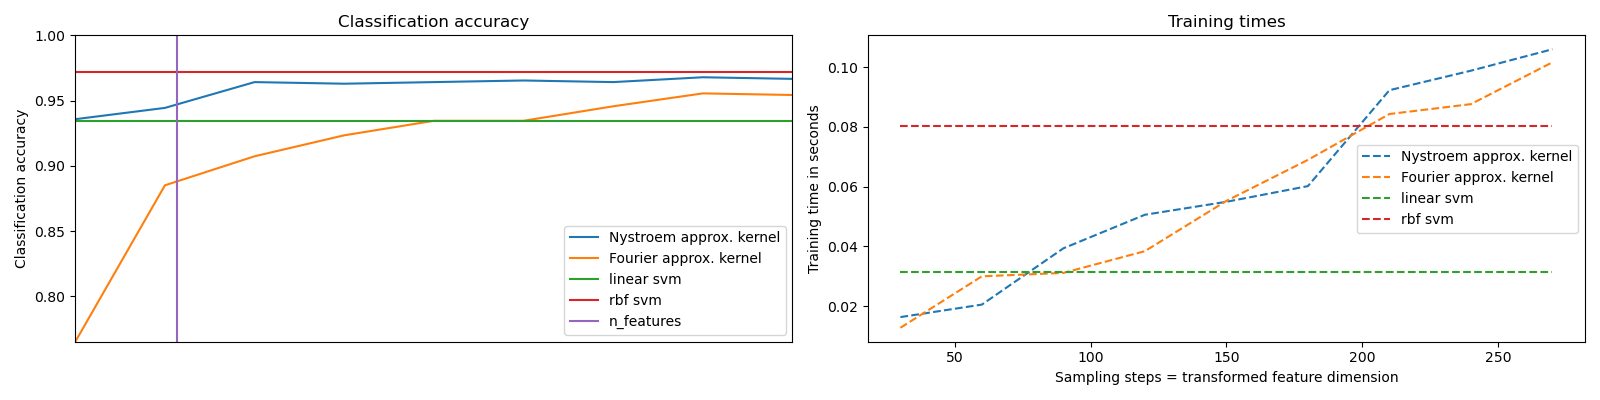 Classification accuracy
Classification accuracy
1.00
0.95
0.90
0.85
0.80
Nystroem approx. kernel
Fourier approx. kernel
linear svm
rbf svm
n_features
Training times
Training time in seconds
0.10
0.08
0.06
0.04
0.02
Nystroem approx. kernel
Fourier approx. kernel
linear svm
rbf svm
50
100
150
200
250
Sampling steps = transformed feature dimension